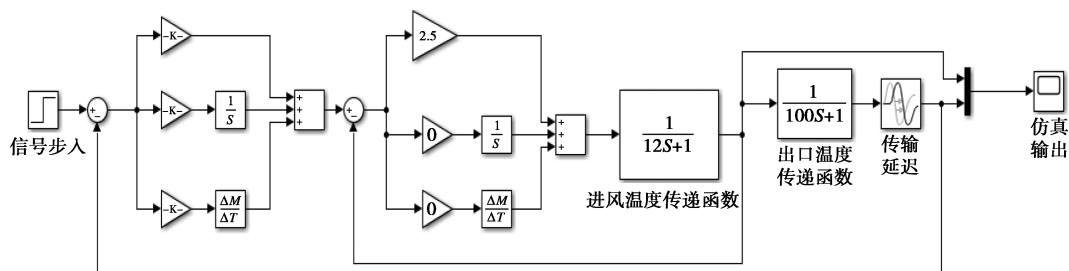 -K-
2.5
+
-
信号步入
-K-
1
S
+
+
+
+
-
0
1
S
+
+
+
1
12S+1
进风温度传递函数
1
100S+1
出口温度
传递函数
传输
延迟
仿真
输出
-K-
ΔM
ΔT
0
ΔM
ΔT